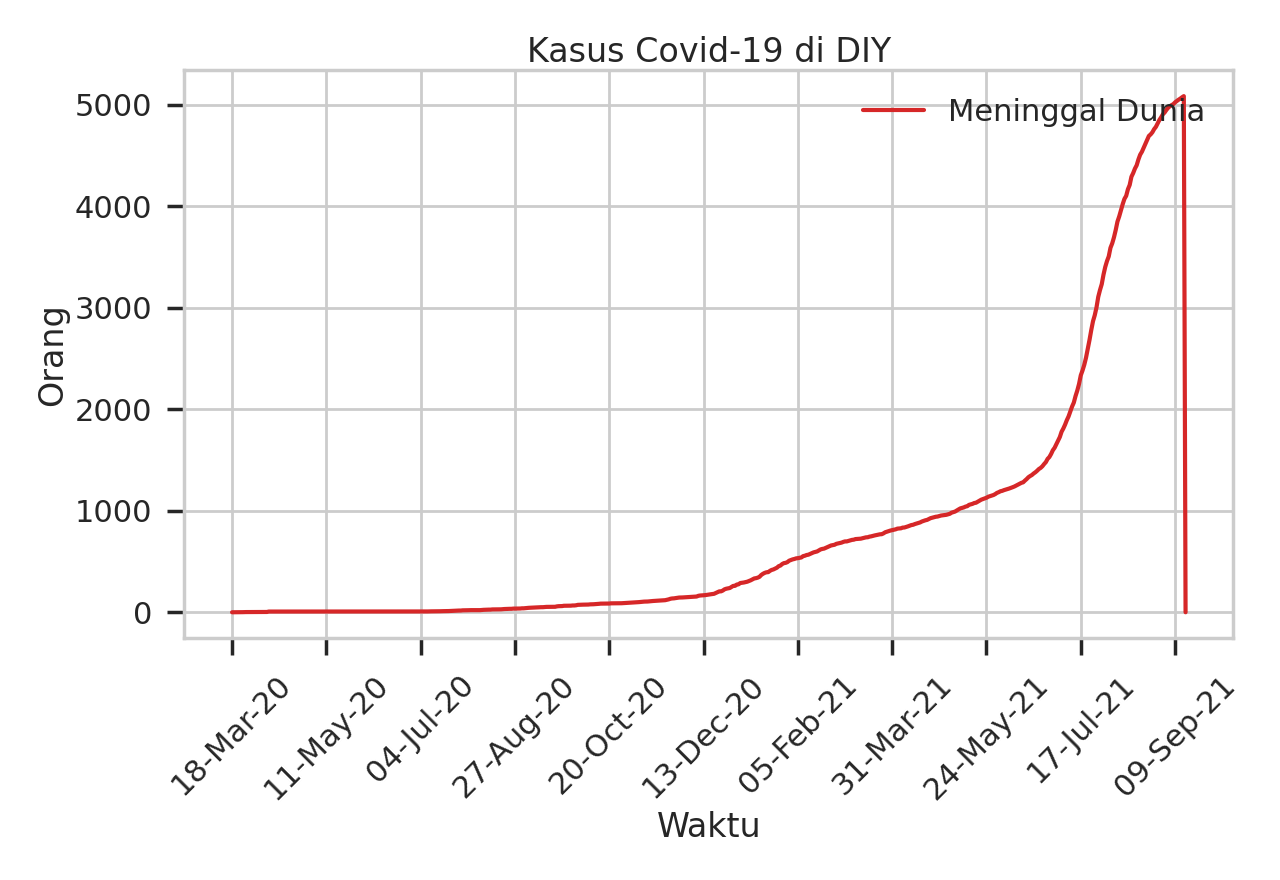 Kasus Covid-19 di DIY
Meninggal Dunia
Orang
5000
4000
3000
2000
1000
0
18-Mar-20
11-May-20
04-Jul-20
27-Aug-20
20-Oct-20
13-Dec-20
05-Feb-21
31-Mar-21
24-May-21
17-Jul-21
09-Sep-21
Waktu